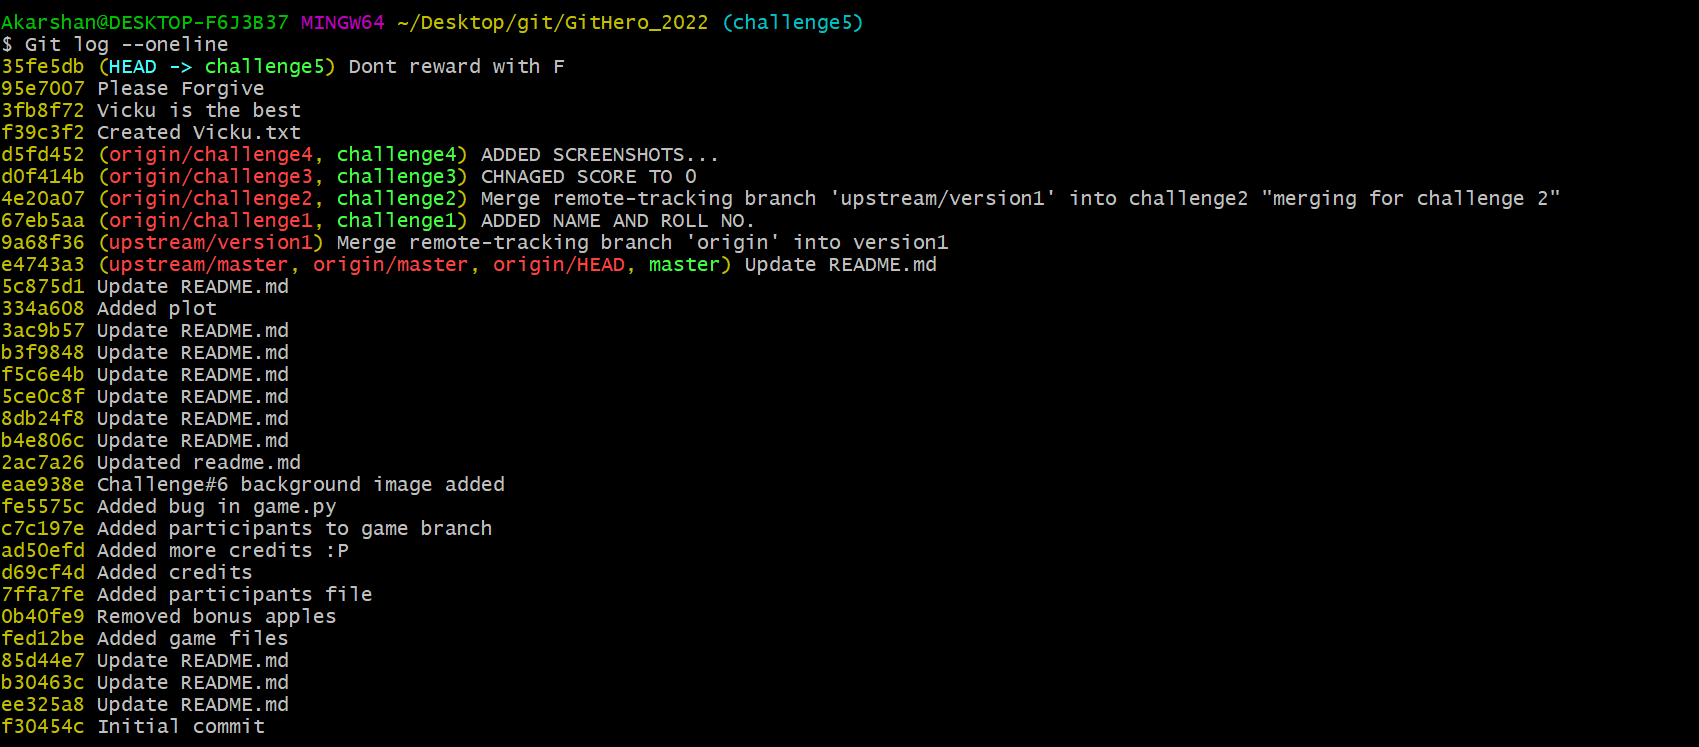 Akarshan@DESKTOP-F6J3B37 MINGW64 ~/Desktop/git/GitHero_2022 (challenge5)
$ Git log --oneline
35fe5db (HEAD -> challenge5) Dont reward with F
95e7007 Please Forgive
3fb8f72 Vicku is the best
f39c3f2 Created Vicku.txt
d5fd452 (origin/challenge4, challenge4) ADDED SCREENSHOTS...
d0f414b (origin/challenge3, challenge3) CHNAGED SCORE TO 0
4e20a07 (origin/challenge2, challenge2) Merge remote-tracking branch 'upstream/version1' into challenge2 "merging for challenge 2"
67eb5aa (origin/challenge1, challenge1) ADDED NAME AND ROLL NO.
9a68f36 (upstream/version1) Merge remote-tracking branch 'origin' into version1
e4743a3 (upstream/master, origin/master, origin/HEAD, master) Update README.md
5c875d1 Update README.md
334a608 Added plot
3ac9b57 Update README.md
b3f9848 Update README.md
f5c6e4b Update README.md
5ce0c8f Update README.md
8db24f8 Update README.md
b4e806c Update README.md
2ac7a26 Updated readme.md
eae938e Challenge#6 background image added
fe5575c Added bug in game.py
c7c197e Added participants to game branch
ad50efd Added more credits :P
d69cf4d Added credits
7ffa7fe Added participants file
0b40fe9 Removed bonus apples
fed12be Added game files
85d44e7 Update README.md
b30463c Update README.md
ee325a8 Update README.md
f30454c Initial commit